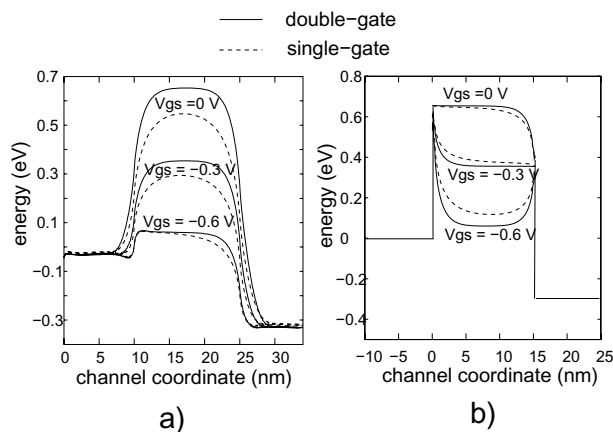 double-gate
single-gate
0.7
0.5
0.3
0.1
−0.1
−0.3
energy (eV)
Vgs=0 V
Vgs = −0.3 V
Vgs = −0.6 V
0
10
20
30
channel coordinate (nm)
a)
0.8
0.6
0.4
0.2
0
−0.2
−0.4
energy (eV)
Vgs =0 V
Vgs = −0.3 V
Vgs = −0.6 V
−10
−5
0
5
10
15
20
25
channel coordinate (nm)
b)